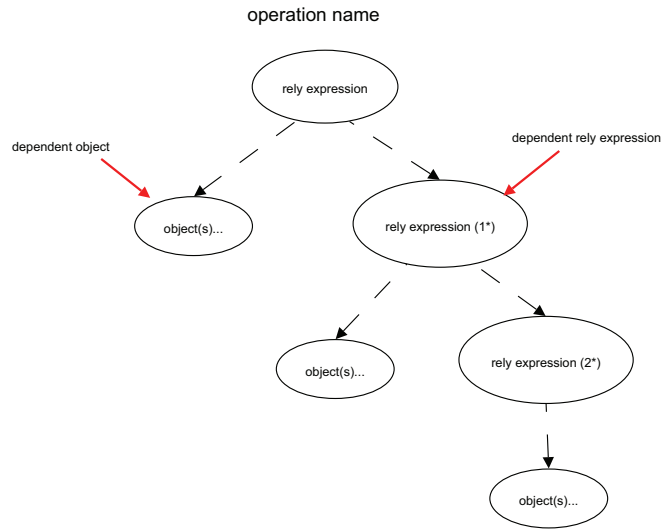 operation name
rely expression
dependent object
dependent rely expression
object(s)...
rely expression (1*)
object(s)...
rely expression (2*)
object(s)...